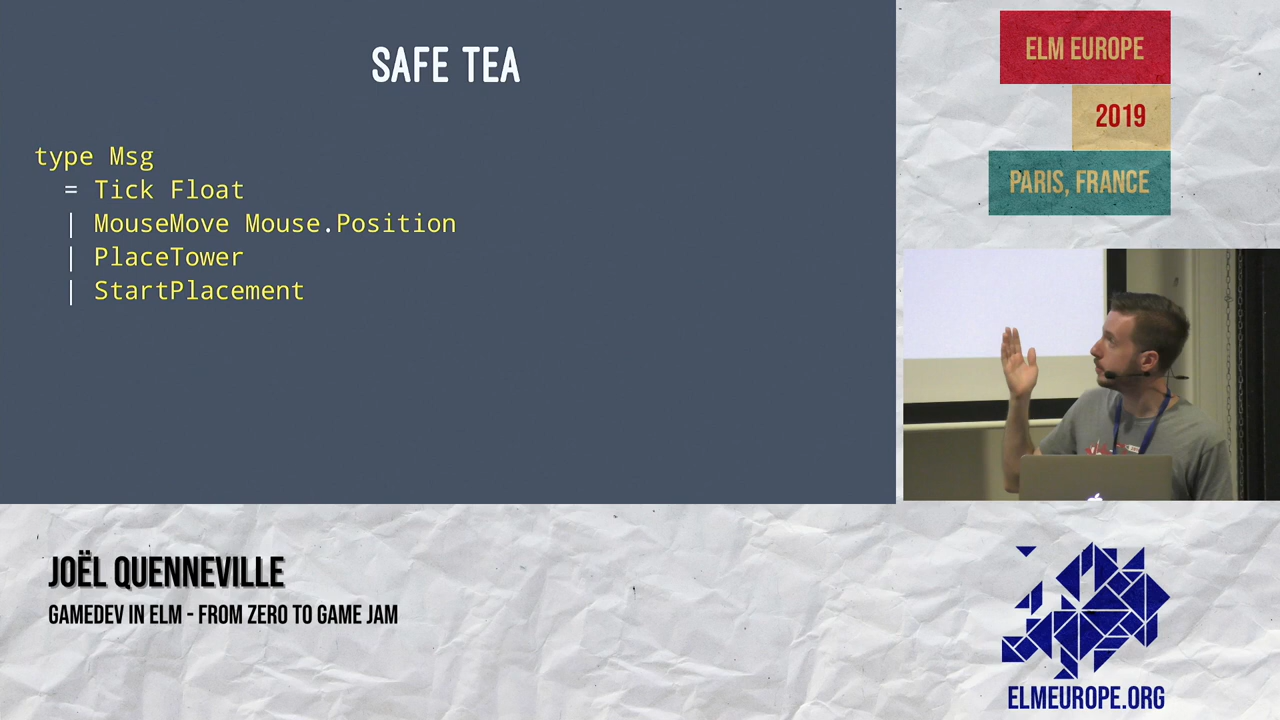 SAFE TEA
type Msg
= Tick Float
| MouseMove Mouse.Position
| PlaceTower
| StartPlacement
ELM EUROPE
2019
PARIS, FRANCE
JOËL QUENNEVILLE
GAMEDEV IN ELM - FROM ZERO TO GAME JAM
ELMEUROPE.ORG